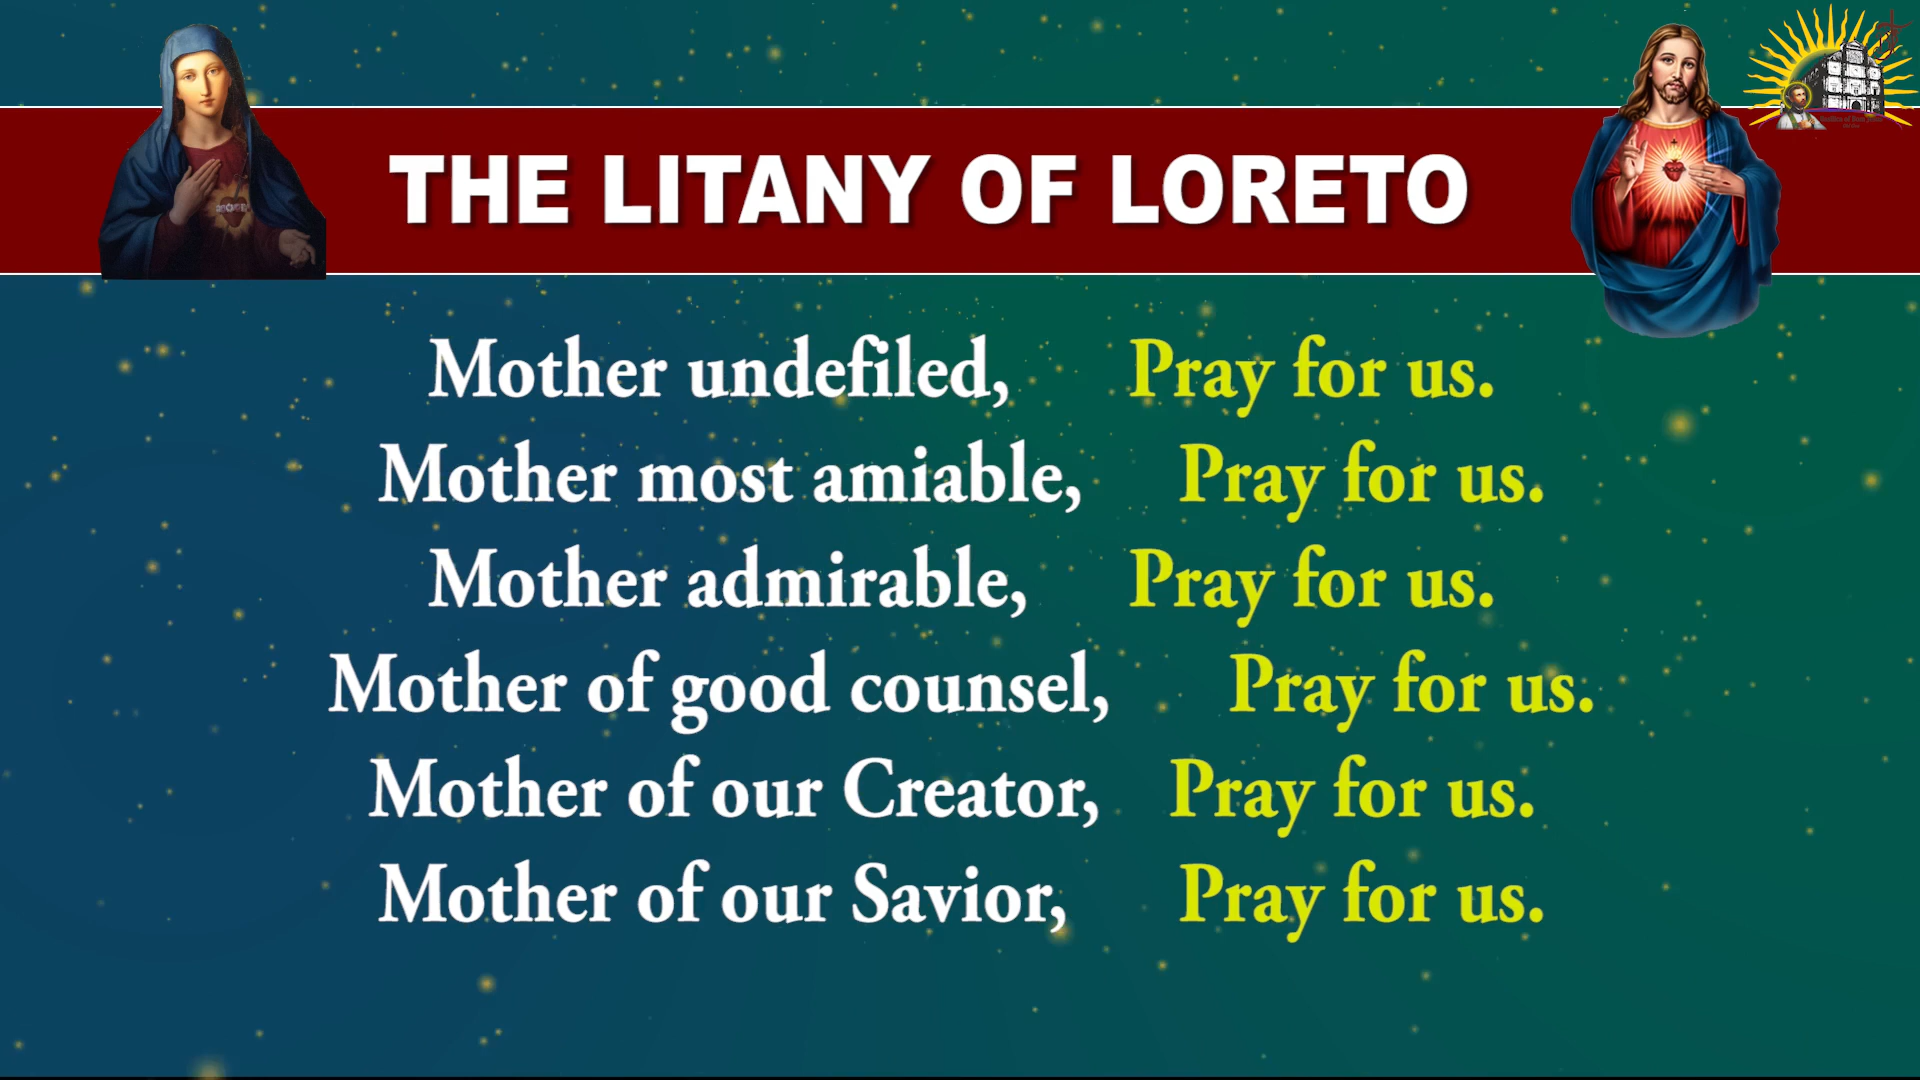 THE LITANY OF LORETO
Mother undefiled, Pray for us.
Mother most amiable, Pray for us.
Mother admirable, Pray for us.
Mother of good counsel, Pray for us.
Mother of our Creator, Pray for us.
Mother of our Savior, Pray for us.